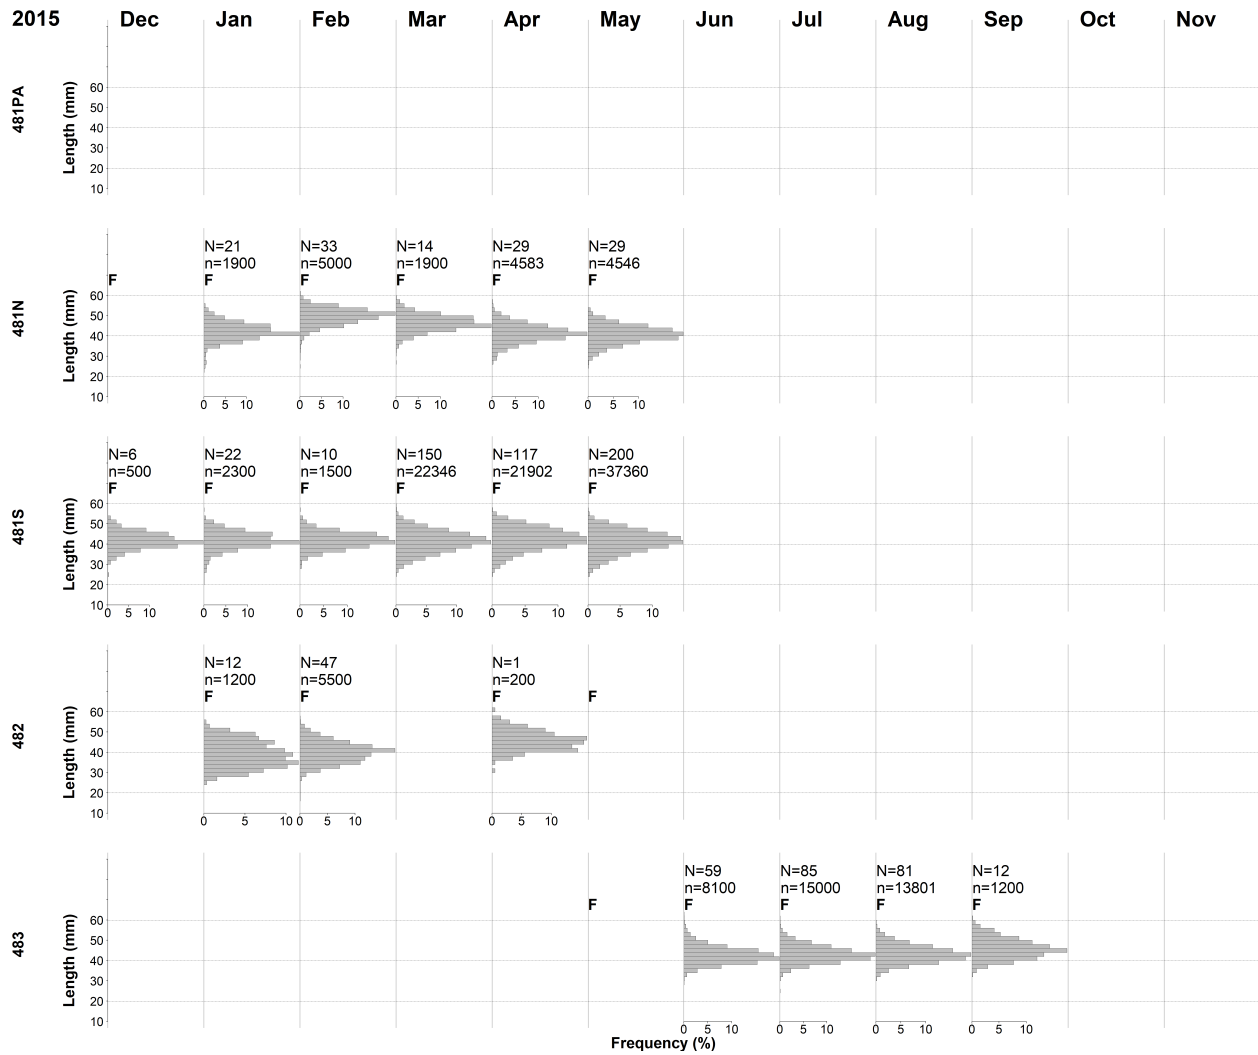 2015 Dec Jan Feb Mar Apr May Jun Jul Aug Sep Oct Nov
481PA
Length (mm)
60
50
40
30
20
10
481N
Length (mm)
N=21 N=33 N=14 N=29 N=29
n=1900 n=5000 n=1900 n=4583 n=4546
F F F F F F
60
50
40
30
20
10
0 5 10 0 5 10 0 5 10 0 5 10 0 5 10
481S
Length (mm)
N=6 N=22 N=10 N=150 N=117 N=200
n=500 n=2300 n=1500 n=22346 n=21902 n=37360
F F F F F F
60
50
40
30
20
10
0 5 10 0 5 10 0 5 10 0 5 10 0 5 10 0 5 10
482
Length (mm)
N=12 N=47 N=1
n=1200 n=5500 n=200
F F F F
60
50
40
30
20
10
0 5 10 0 5 10 0 5 10
483
Length (mm)
N=59 N=85 N=81 N=12
n=8100 n=15000 n=13801 n=1200
F F F F F
60
50
40
30
20
10
0 5 10 0 5 10 0 5 10 0 5 10
Frequency (%)